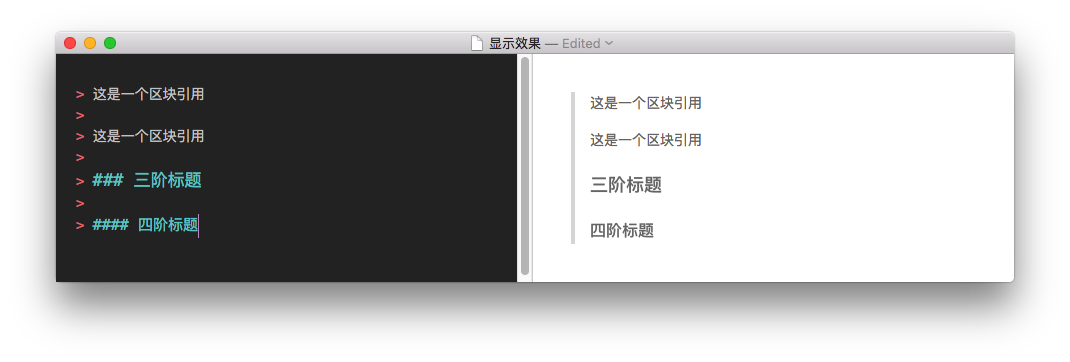 显示效果 — Edited
> 这是一个区块引用
>
> 这是一个区块引用
>
> ### 三阶标题
>
> #### 四阶标题
这是一个区块引用
这是一个区块引用
三阶标题
四阶标题